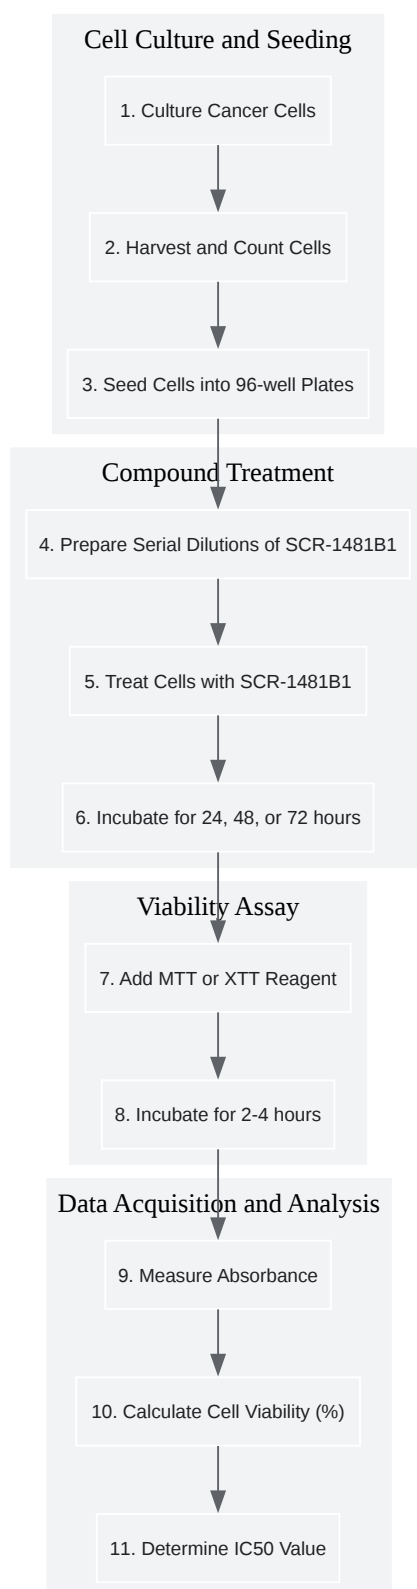 Cell Culture and Seeding
1. Culture Cancer Cells
2. Harvest and Count Cells
3. Seed Cells into 96-well Plates
Compound Treatment
4. Prepare Serial Dilutions of SCR-1481B1
5. Treat Cells with SCR-1481B1
6. Incubate for 24, 48, or 72 hours
Viability Assay
7. Add MTT or XTT Reagent
8. Incubate for 2-4 hours
Data Acquisition and Analysis
9. Measure Absorbance
10. Calculate Cell Viability (%)
11. Determine IC50 Value